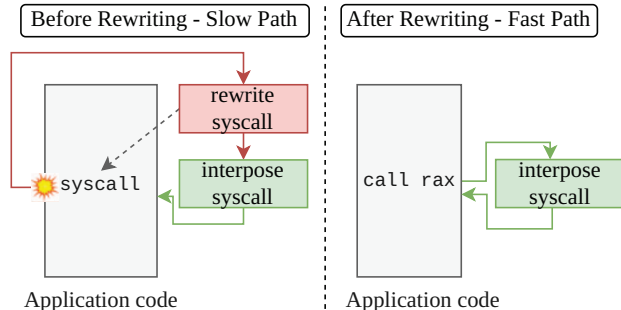 Before Rewriting - Slow Path
rewrite
syscall
syscall
interpose
syscall
Application code
After Rewriting - Fast Path
call rax
interpose
syscall
Application code